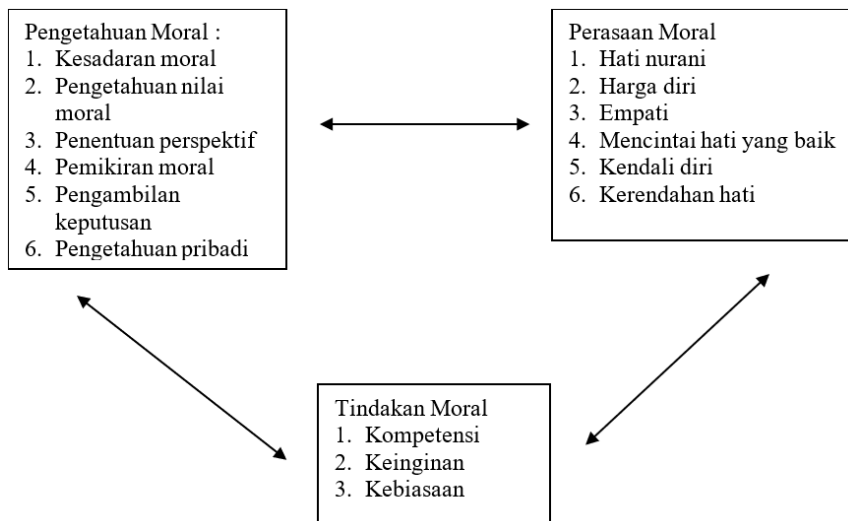 Pengetahuan Moral :
1. Kesadaran moral
2. Pengetahuan nilai
moral
3. Penentuan perspektif
4. Pemikiran moral
5. Pengambilan
keputusan
6. Pengetahuan pribadi
Perasaan Moral
1. Hati nurani
2. Harga diri
3. Empati
4. Mencintai hati yang baik
5. Kendali diri
6. Kerendahan hati
Tindakan Moral
1. Kompetensi
2. Keinginan
3. Kebiasaan